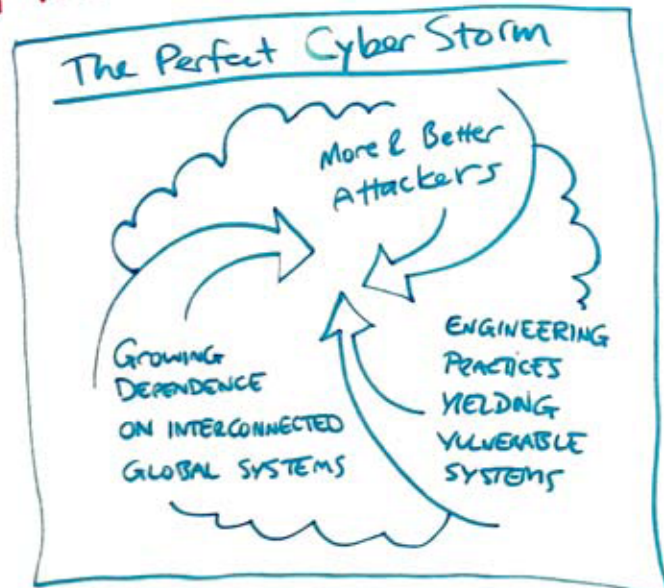 The Perfect Cyber Storm
More & Better
Attackers
GROWING
DEPENDENCE
ON INTERCONNECTED
GLOBAL SYSTEMS
ENGINEERING
PRACTICES
YIELDING
VULNERABLE
SYSTEMS